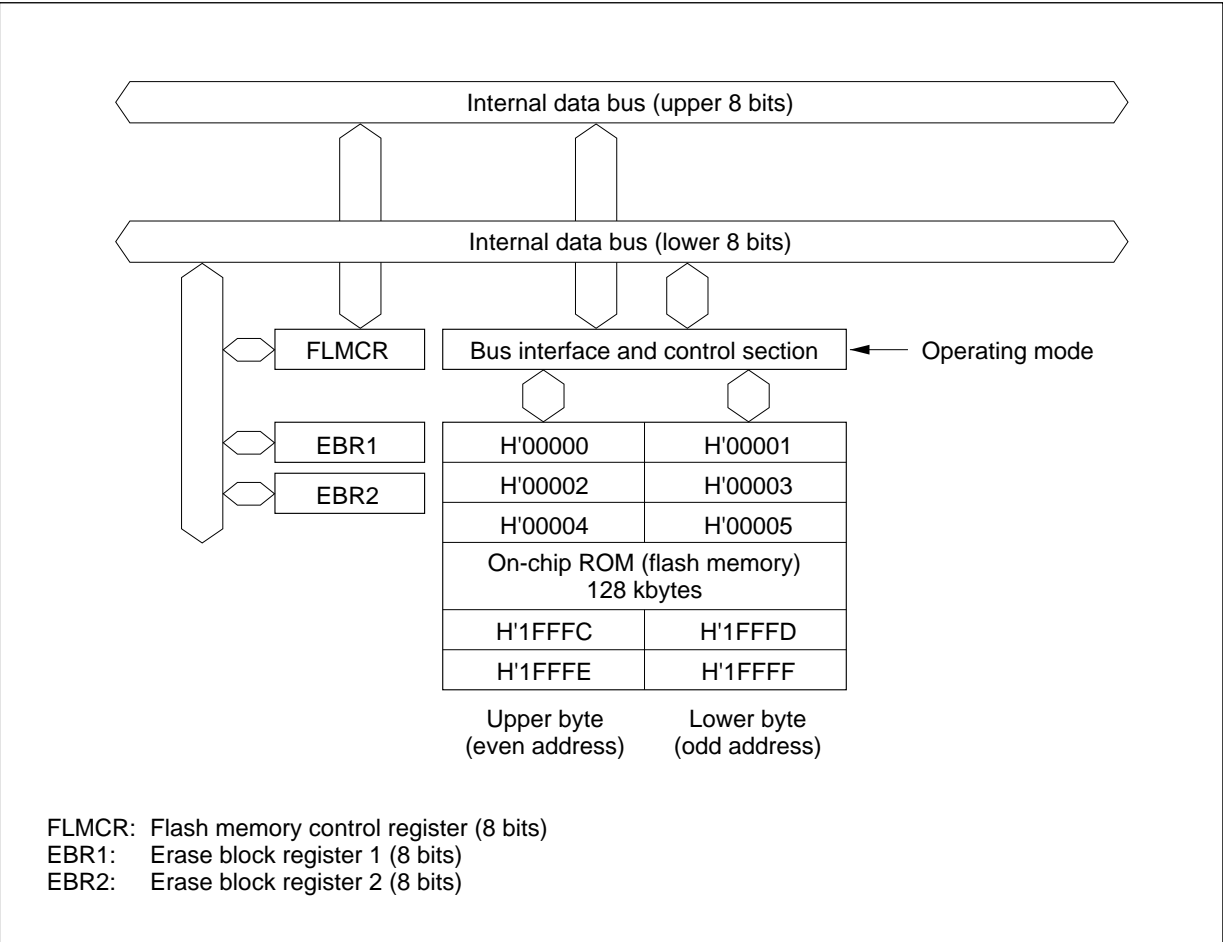 Internal data bus (upper 8 bits)
Internal data bus (lower 8 bits)
FLMCR
Bus interface and control section
Operating mode
EBR1
H'00000
H'00001
EBR2
H'00002
H'00003
H'00004
H'00005
On-chip ROM (flash memory)
128 kbytes
H'1FFFC
H'1FFFD
H'1FFFE
H'1FFFF
Upper byte
(even address)
Lower byte
(odd address)
FLMCR: Flash memory control register (8 bits)
EBR1: Erase block register 1 (8 bits)
EBR2: Erase block register 2 (8 bits)